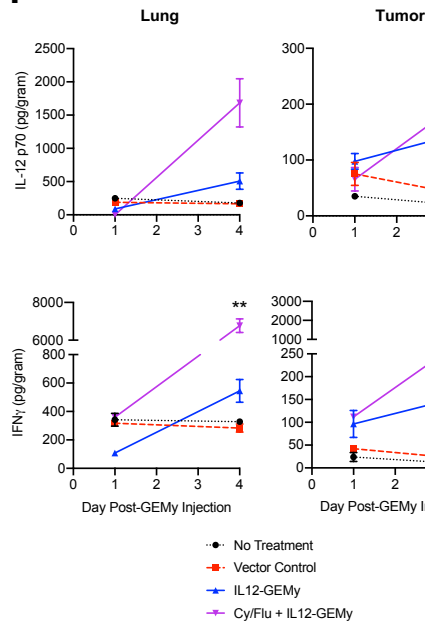 Lung
Tumor
IL-12 p70 (pg/gram)
2500
2000
1500
1000
500
0
0 1 2 3 4
300
200
100
0
0 1 2
IFNγ (pg/gram)
8000
6000
800
600
400
200
0
**
0 1 2 3 4
Day Post-GEMy Injection
3000
2000
1000
250
200
150
100
50
0
0 1 2
Day Post-GEMy In
No Treatment
Vector Control
IL12-GEMy
Cy/Flu + IL12-GEMy